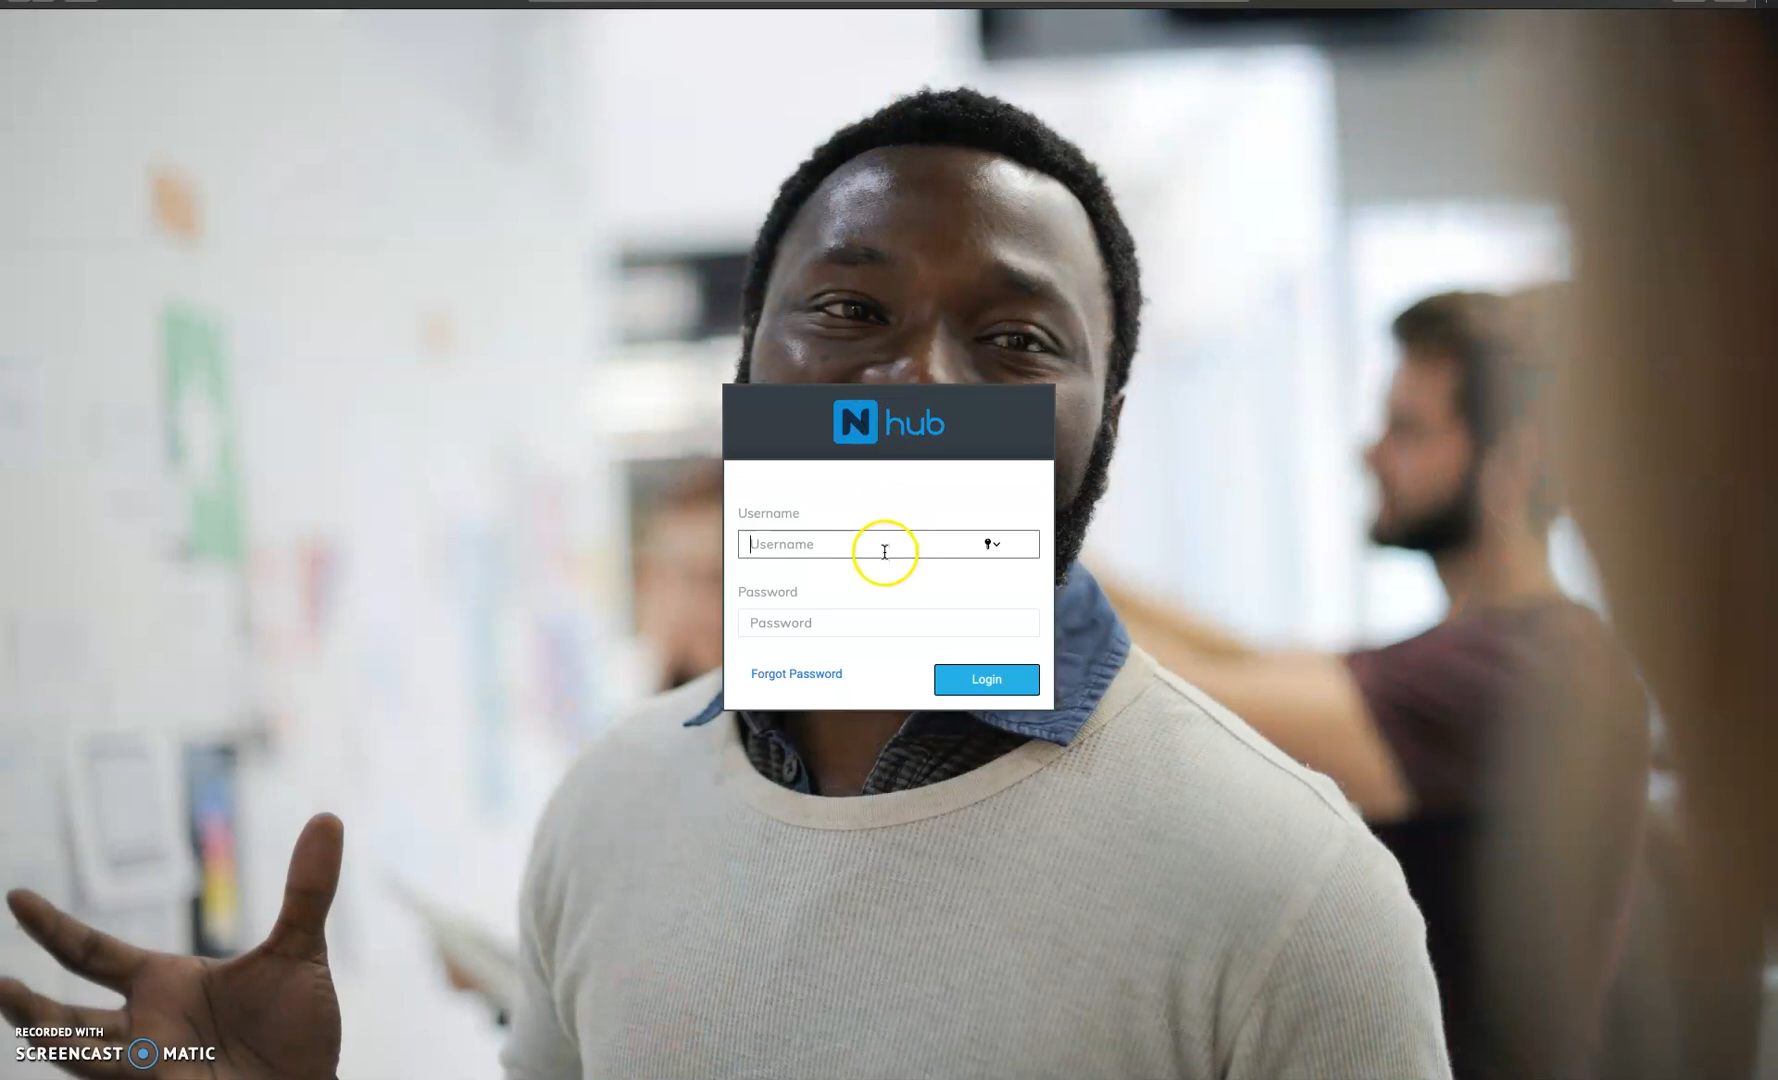 N hub
Username
Username
Password
Password
Forgot Password
Login
RECORDED WITH
SCREENCAST MATIC